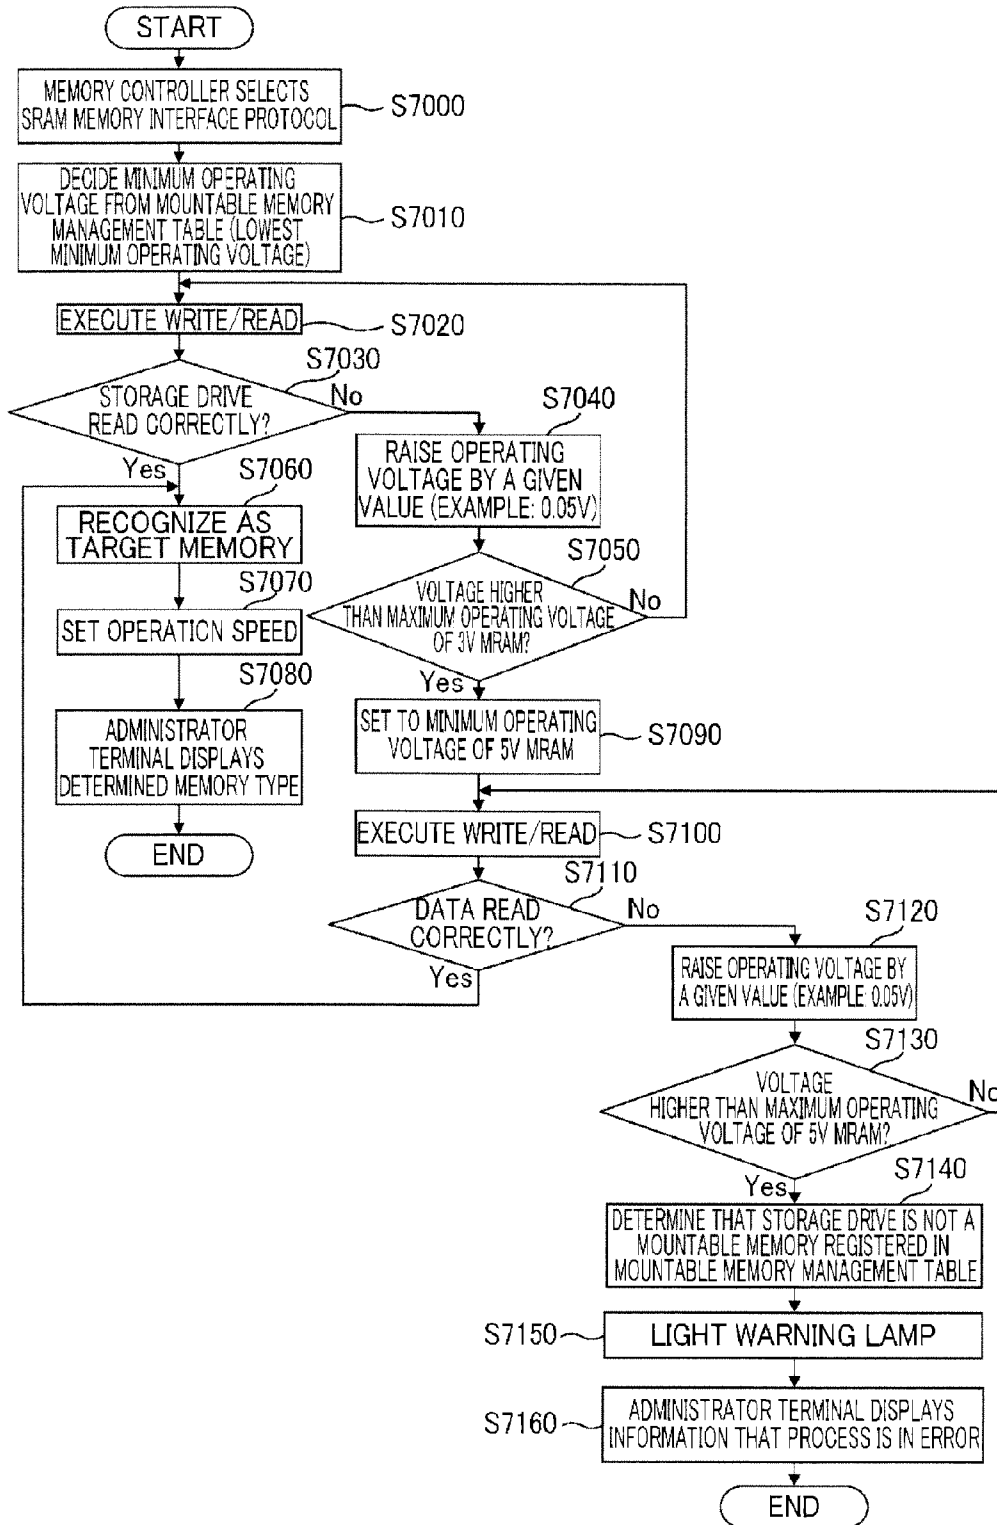 START
MEMORY CONTROLLER SELECTS
SRAM MEMORY INTERFACE PROTOCOL
S7000
DECIDE MINIMUM OPERATING
VOLTAGE FROM MOUNTABLE MEMORY
MANAGEMENT TABLE (LOWEST
MINIMUM OPERATING VOLTAGE)
S7010
EXECUTE WRITE/READ
S7020
S7030
STORAGE DRIVE
READ CORRECTLY?
No
Yes
S7040
RAISE OPERATING
VOLTAGE BY A GIVEN
VALUE (EXAMPLE: 0.05V)
S7060
RECOGNIZE AS
TARGET MEMORY
S7050
VOLTAGE HIGHER
THAN MAXIMUM OPERATING VOLTAGE
OF 3V MRAM?
No
Yes
S7070
SET OPERATION SPEED
S7080
ADMINISTRATOR
TERMINAL DISPLAYS
DETERMINED MEMORY TYPE
END
SET TO MINIMUM OPERATING
VOLTAGE OF 5V MRAM
S7090
EXECUTE WRITE/READ
S7100
S7110
DATA READ
CORRECTLY?
No
Yes
S7120
RAISE OPERATING VOLTAGE BY
A GIVEN VALUE (EXAMPLE: 0.05V)
S7130
VOLTAGE
HIGHER THAN MAXIMUM OPERATING
VOLTAGE OF 5V MRAM?
No
Yes
S7140
DETERMINE THAT STORAGE DRIVE IS NOT A
MOUNTABLE MEMORY REGISTERED IN
MOUNTABLE MEMORY MANAGEMENT TABLE
S7150
LIGHT WARNING LAMP
S7160
ADMINISTRATOR TERMINAL DISPLAYS
INFORMATION THAT PROCESS IS IN ERROR
END